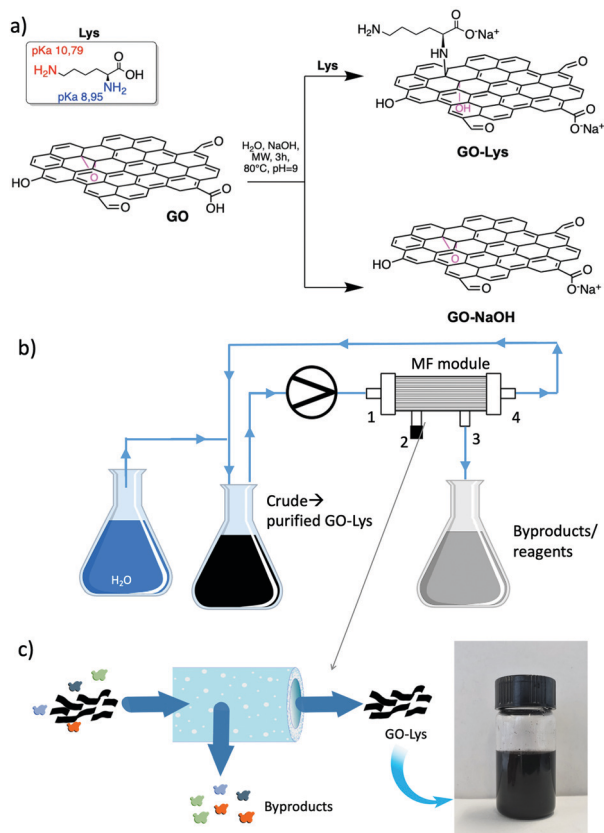 a)
Lys
pKa 10,79
H₂N
O
OH
NH₂
pKa 8,95
O
O
HO
O
OH
O
GO
H₂O, NaOH,
MW, 3h,
80°C, pH=9
Lys
H₂N
O
O⁻Na⁺
HN
O
OH
HO
O
O⁻Na⁺
O
GO-Lys
O
O
HO
O
O⁻Na⁺
O
GO-NaOH
b)
MF module
1
2
3
4
Crude→
purified GO-Lys
H₂O
Byproducts/
reagents
c)
GO-Lys
Byproducts